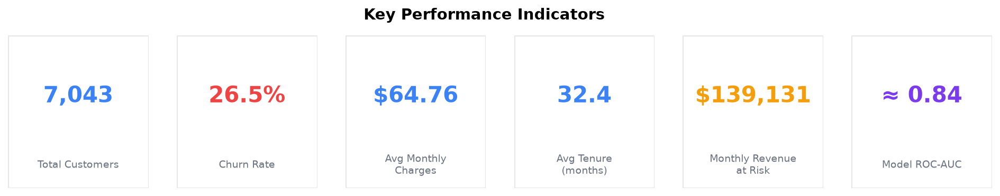 Key Performance Indicators
7,043
Total Customers
26.5%
Churn Rate
$64.76
Avg Monthly
Charges
32.4
Avg Tenure
(months)
$139,131
Monthly Revenue
at Risk
≈ 0.84
Model ROC-AUC